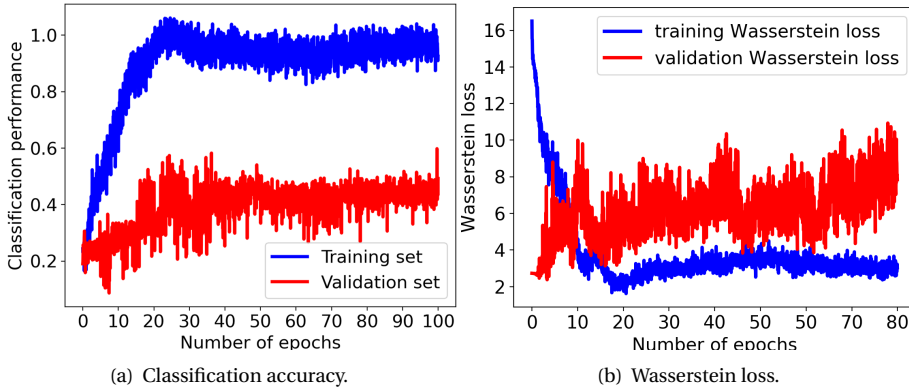 1.0
0.8
0.6
0.4
0.2
Classification performance
Training set
Validation set
0 10 20 30 40 50 60 70 80 90 100
Number of epochs
(a) Classification accuracy.
16
14
12
10
8
6
4
2
Wasserstein loss
training Wasserstein loss
validation Wasserstein loss
0 10 20 30 40 50 60 70 80
Number of epochs
(b) Wasserstein loss.